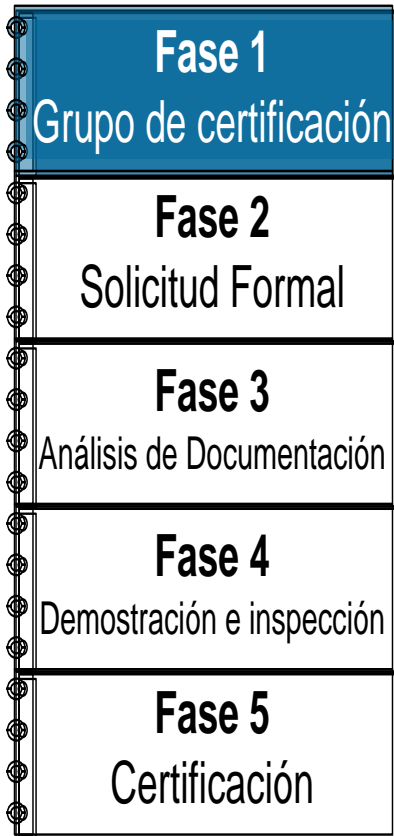 Fase 1
Grupo de certificación
Fase 2
Solicitud Formal
Fase 3
Análisis de Documentación
Fase 4
Demostración e inspección
Fase 5
Certificación